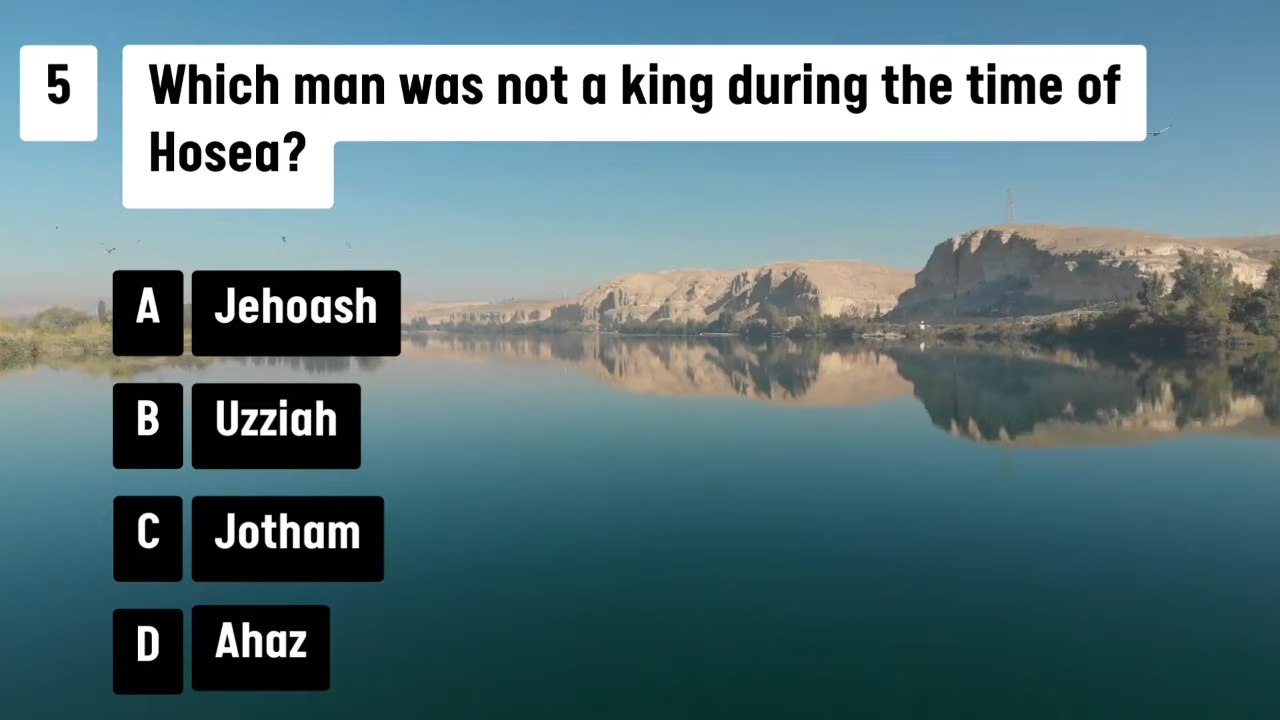 5
Which man was not a king during the time of
Hosea?
A Jehoash
B Uzziah
C Jotham
D Ahaz